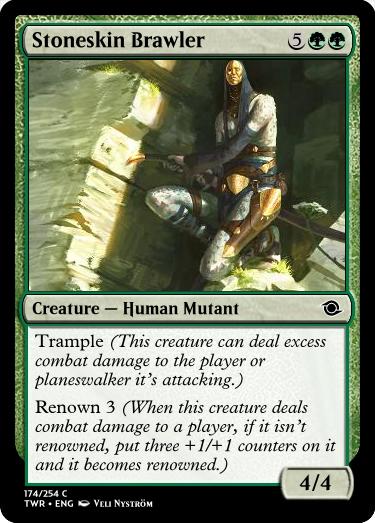 Stoneskin Brawler 5
Creature — Human Mutant
Trample (This creature can deal excess
combat damage to the player or
planeswalker it's attacking.)
Renown 3 (When this creature deals
combat damage to a player, if it isn't
renowned, put three +1/+1 counters on it
and it becomes renowned.)
4/4
174/254 C
TWR • ENG Veli Nyström